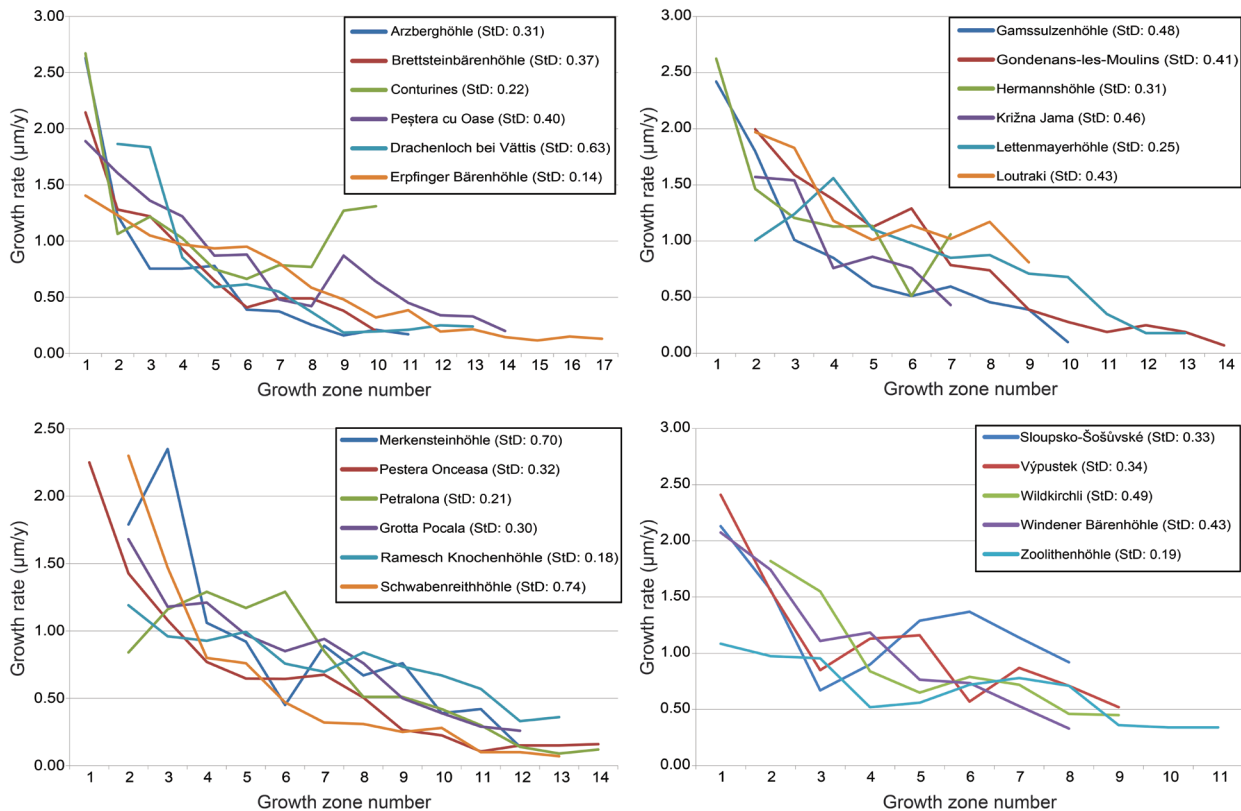 3.00
2.50
2.00
1.50
1.00
0.50
0.00
Growth rate (μm/y)
Arzberghöhle (StD: 0.31)
Brettsteinbärenhöhle (StD: 0.37)
Conturines (StD: 0.22)
Peștera cu Oase (StD: 0.40)
Drachenloch bei Vättis (StD: 0.63)
Erpfinger Bärenhöhle (StD: 0.14)
1 2 3 4 5 6 7 8 9 10 11 12 13 14 15 16 17
Growth zone number
3.00
2.50
2.00
1.50
1.00
0.50
0.00
Growth rate (μm/y)
Gamssulzenhöhle (StD: 0.48)
Gondenans-les-Moulins (StD: 0.41)
Hermannshöhle (StD: 0.31)
Križna Jama (StD: 0.46)
Lettenmayerhöhle (StD: 0.25)
Loutraki (StD: 0.43)
1 2 3 4 5 6 7 8 9 10 11 12 13 14
Growth zone number
2.50
2.00
1.50
1.00
0.50
0.00
Growth rate (μm/y)
Merkensteinhöhle (StD: 0.70)
Pestera Onceasa (StD: 0.32)
Petralona (StD: 0.21)
Grotta Pocala (StD: 0.30)
Ramesch Knochenhöhle (StD: 0.18)
Schwabenreithhöhle (StD: 0.74)
1 2 3 4 5 6 7 8 9 10 11 12 13 14
Growth zone number
3.00
2.50
2.00
1.50
1.00
0.50
0.00
Growth rate (μm/y)
Sloupsko-Šošůvské (StD: 0.33)
Výpustek (StD: 0.34)
Wildkirchli (StD: 0.49)
Windener Bärenhöhle (StD: 0.43)
Zoolithenhöhle (StD: 0.19)
1 2 3 4 5 6 7 8 9 10 11
Growth zone number